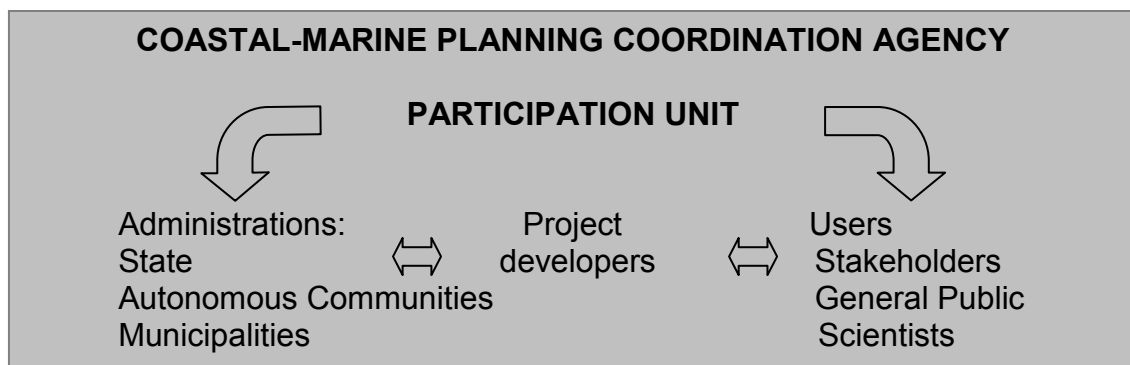 COASTAL-MARINE PLANNING COORDINATION AGENCY
PARTICIPATION UNIT
Administrations:
State
Autonomous Communities
Municipalities
Project
developers
Users
Stakeholders
General Public
Scientists